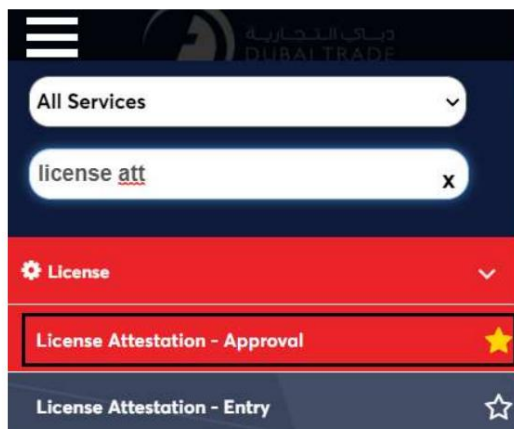 دبي التجارية
DUBAI TRADE
All Services
license att
x
License
License Attestation - Approval
License Attestation - Entry